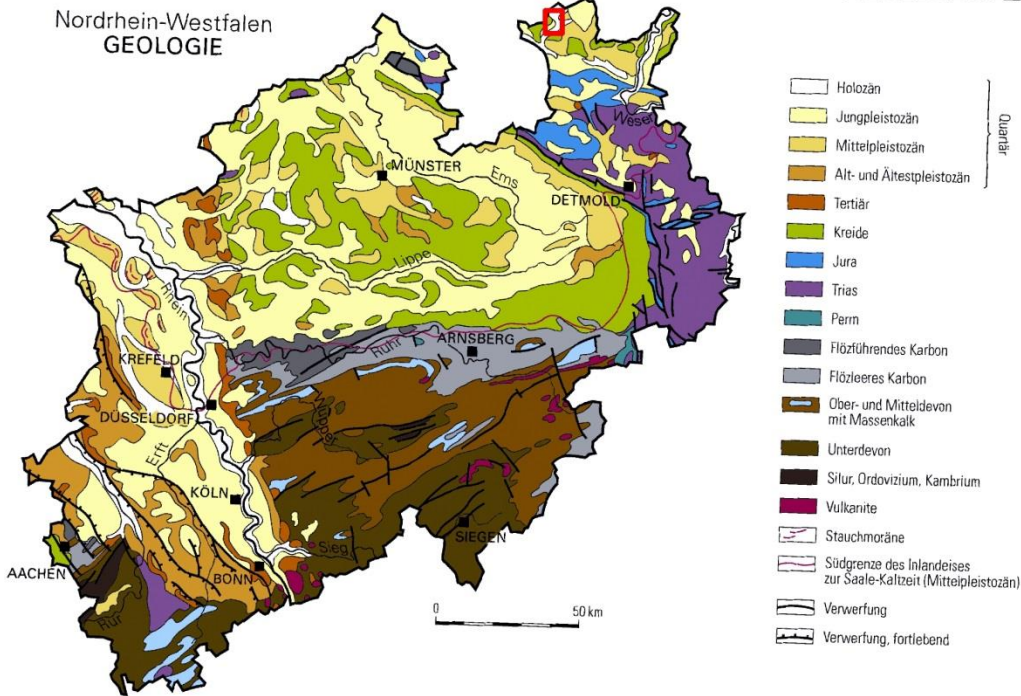 Nordrhein-Westfalen
GEOLOGIE
MÜNSTER
Ems
Weser
DETMOLD
Lippe
Rhein
Ruhr
ARNSBERG
KREFELD
DÜSSELDORF
Wupper
Erft
KÖLN
Sieg
SIEGEN
AACHEN
BONN
Rur
0 50 km
Holozän
Jungpleistozän
Mittelpleistozän
Alt- und Ältestpleistozän
Quartär
Tertiär
Kreide
Jura
Trias
Perm
Flözführendes Karbon
Flözleeres Karbon
Ober- und Mitteldevon
mit Massenkalk
Unterdevon
Silur, Ordovizium, Kambrium
Vulkanite
Stauchmoräne
Südgrenze des Inlandeises
zur Saale-Kaltzeit (Mittelpleistozän)
Verwerfung
Verwerfung, fortlebend